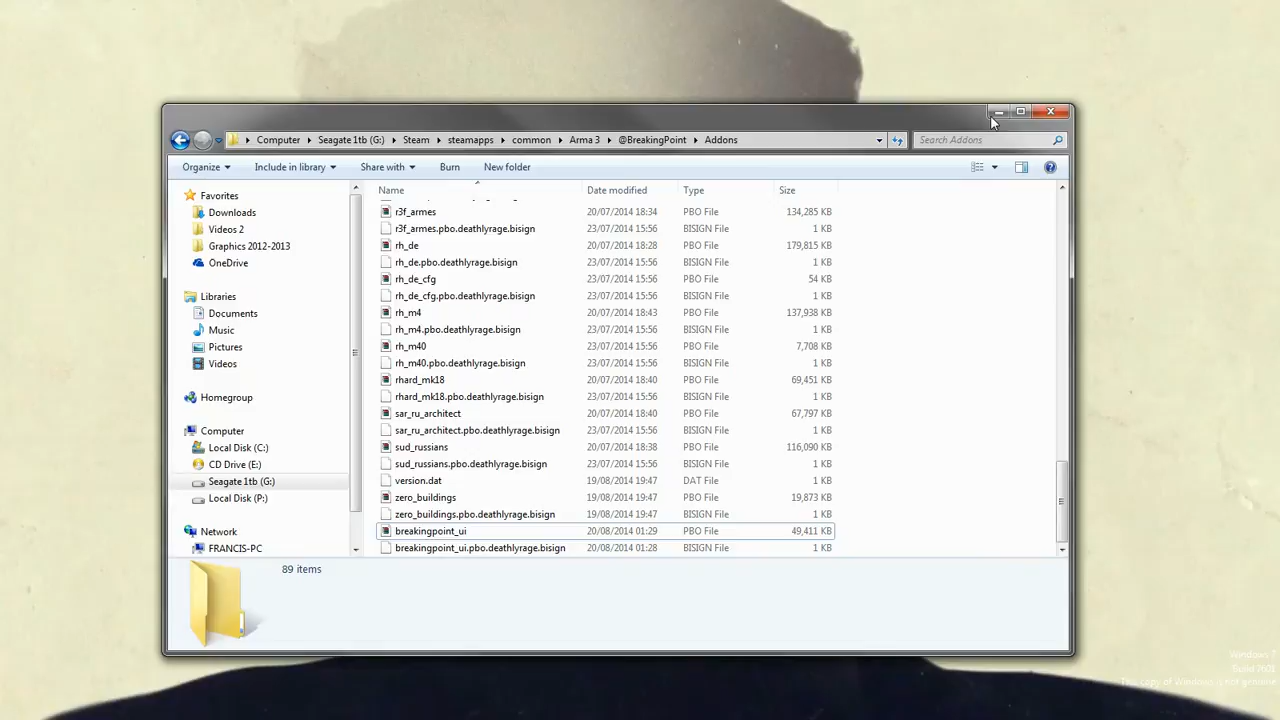 Computer Seagate 1tb (G:) Steam steamapps common Arma 3 @BreakingPoint Addons Search Addons
Organize Include in library Share with Burn New folder
Favorites
Downloads
Videos 2
Graphics 2012-2013
OneDrive
Libraries
Documents
Music
Pictures
Videos
Homegroup
Computer
Local Disk (C:)
CD Drive (E:)
Seagate 1tb (G:)
Local Disk (P:)
Network
FRANCIS-PC
Name Date modified Type Size
r3f_armes 20/07/2014 18:34 PBO File 134,285 KB
r3f_armes.pbo.deathlyrage.bisign 23/07/2014 15:56 BISIGN File 1 KB
rh_de 20/07/2014 18:28 PBO File 179,815 KB
rh_de.pbo.deathlyrage.bisign 23/07/2014 15:56 BISIGN File 1 KB
rh_de_cfg 23/07/2014 15:56 PBO File 54 KB
rh_de_cfg.pbo.deathlyrage.bisign 23/07/2014 15:56 BISIGN File 1 KB
rh_m4 20/07/2014 18:43 PBO File 137,938 KB
rh_m4.pbo.deathlyrage.bisign 23/07/2014 15:56 BISIGN File 1 KB
rh_m40 20/07/2014 18:40 PBO File 7,708 KB
rh_m40.pbo.deathlyrage.bisign 23/07/2014 15:56 BISIGN File 1 KB
rhard_mk18 20/07/2014 18:40 PBO File 69,451 KB
rhard_mk18.pbo.deathlyrage.bisign 23/07/2014 15:56 BISIGN File 1 KB
sar_ru_architect 20/07/2014 18:40 PBO File 67,797 KB
sar_ru_architect.pbo.deathlyrage.bisign 23/07/2014 15:56 BISIGN File 1 KB
sud_russians 20/07/2014 18:38 PBO File 116,090 KB
sud_russians.pbo.deathlyrage.bisign 23/07/2014 15:56 BISIGN File 1 KB
version.dat 19/08/2014 19:47 DAT File 1 KB
zero_buildings 19/08/2014 19:47 PBO File 19,873 KB
zero_buildings.pbo.deathlyrage.bisign 19/08/2014 19:47 BISIGN File 1 KB
breakingpoint_ui 20/08/2014 01:29 PBO File 49,411 KB
breakingpoint_ui.pbo.deathlyrage.bisign 20/08/2014 01:28 BISIGN File 1 KB
89 items
Windows 7
Build 7601
This copy of Windows is not genuine